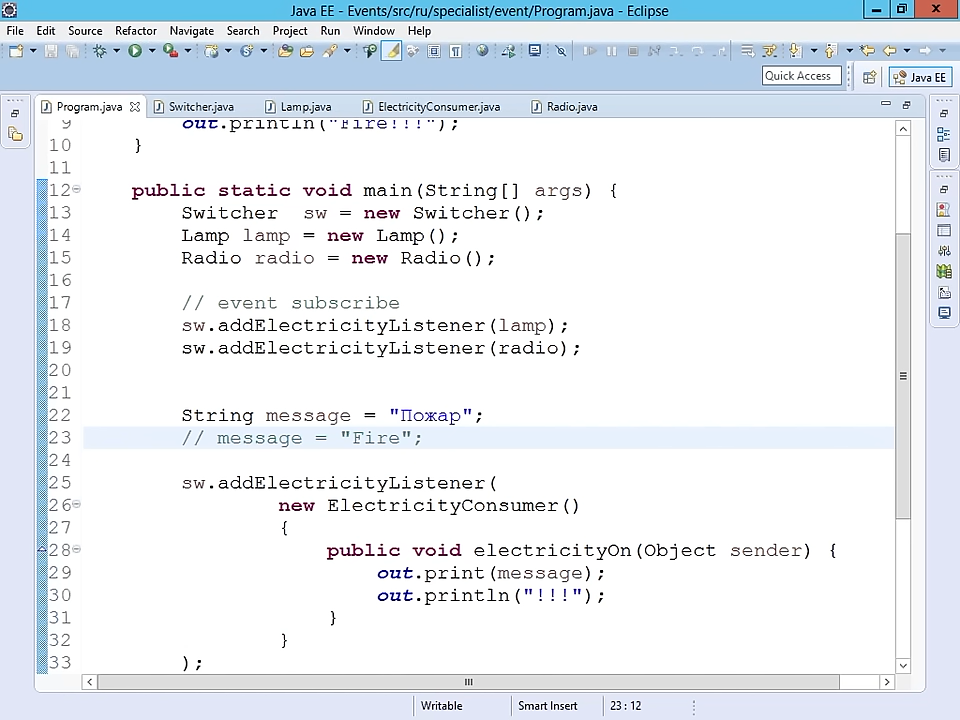 Java EE - Events/src/ru/specialist/event/Program.java - Eclipse
File Edit Source Refactor Navigate Search Project Run Window Help
Quick Access Java EE
Program.java Switcher.java Lamp.java ElectricityConsumer.java Radio.java
9 out.println("Fire!!!");
10 }
11
12 public static void main(String[] args) {
13 Switcher  sw = new Switcher();
14 Lamp lamp = new Lamp();
15 Radio radio = new Radio();
16
17 // event subscribe
18 sw.addElectricityListener(lamp);
19 sw.addElectricityListener(radio);
20
21
22 String message = "Пожар";
23 // message = "Fire";
24
25 sw.addElectricityListener(
26 new ElectricityConsumer()
27 {
28 public void electricityOn(Object sender) {
29 out.print(message);
30 out.println("!!!");
31 }
32 }
33 );
Writable Smart Insert 23 : 12